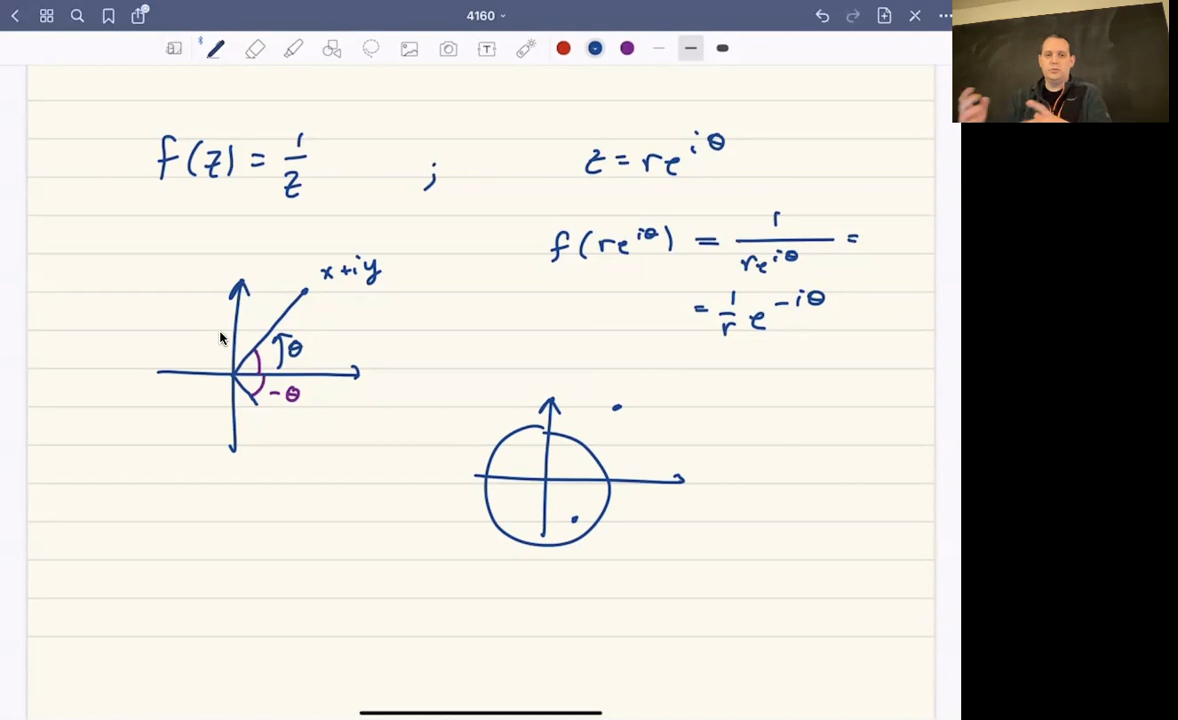 4160
f(z) = 1/z ; z = re^{iθ}
f(re^{iθ}) = 1/(re^{iθ}) =
= 1/r e^{-iθ}
x+iy
θ
-θ